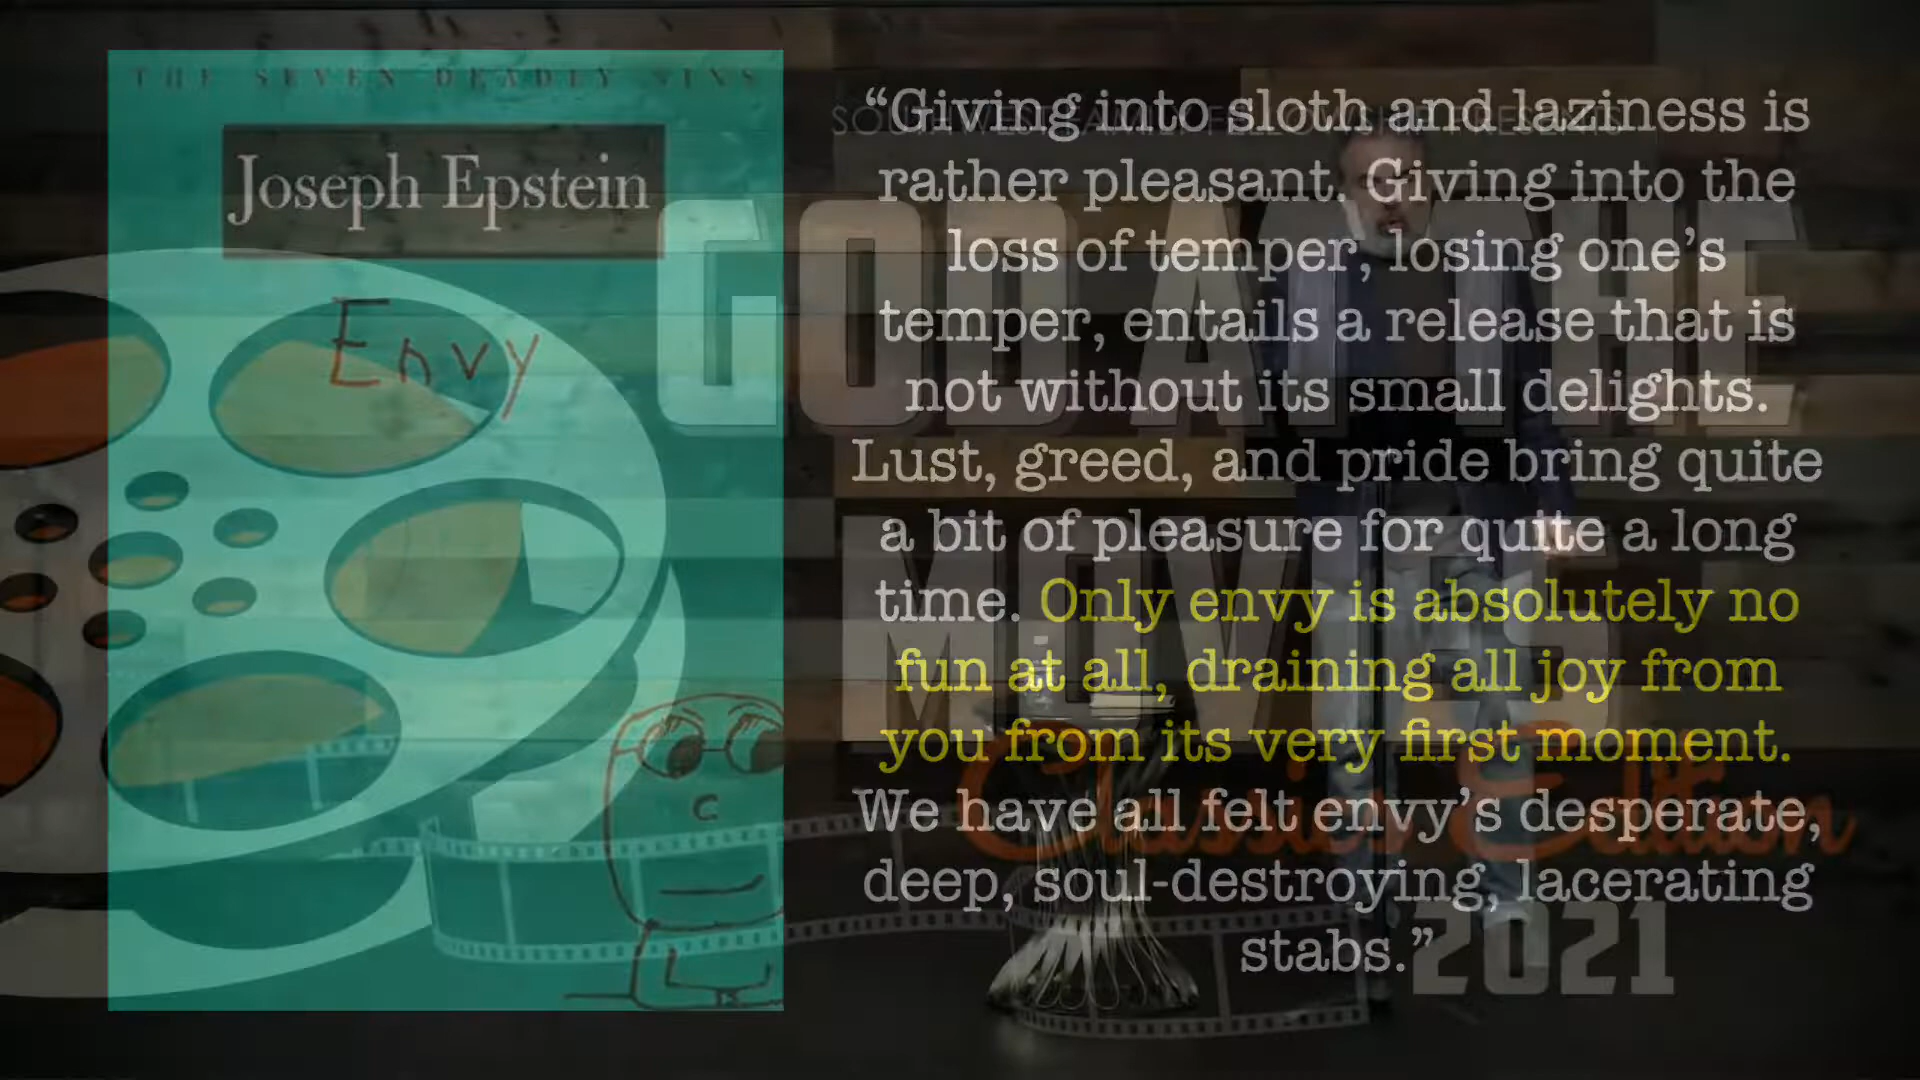 THE SEVEN DEADLY SINS
Joseph Epstein
Envy
“Giving into sloth and laziness is
rather pleasant. Giving into the
loss of temper, losing one’s
temper, entails a release that is
not without its small delights.
Lust, greed, and pride bring quite
a bit of pleasure for quite a long
time. Only envy is absolutely no
fun at all, draining all joy from
you from its very first moment.
We have all felt envy’s desperate,
deep, soul-destroying, lacerating
stabs.”
GOD AT THE
MOVIES
Classics Edition
2021